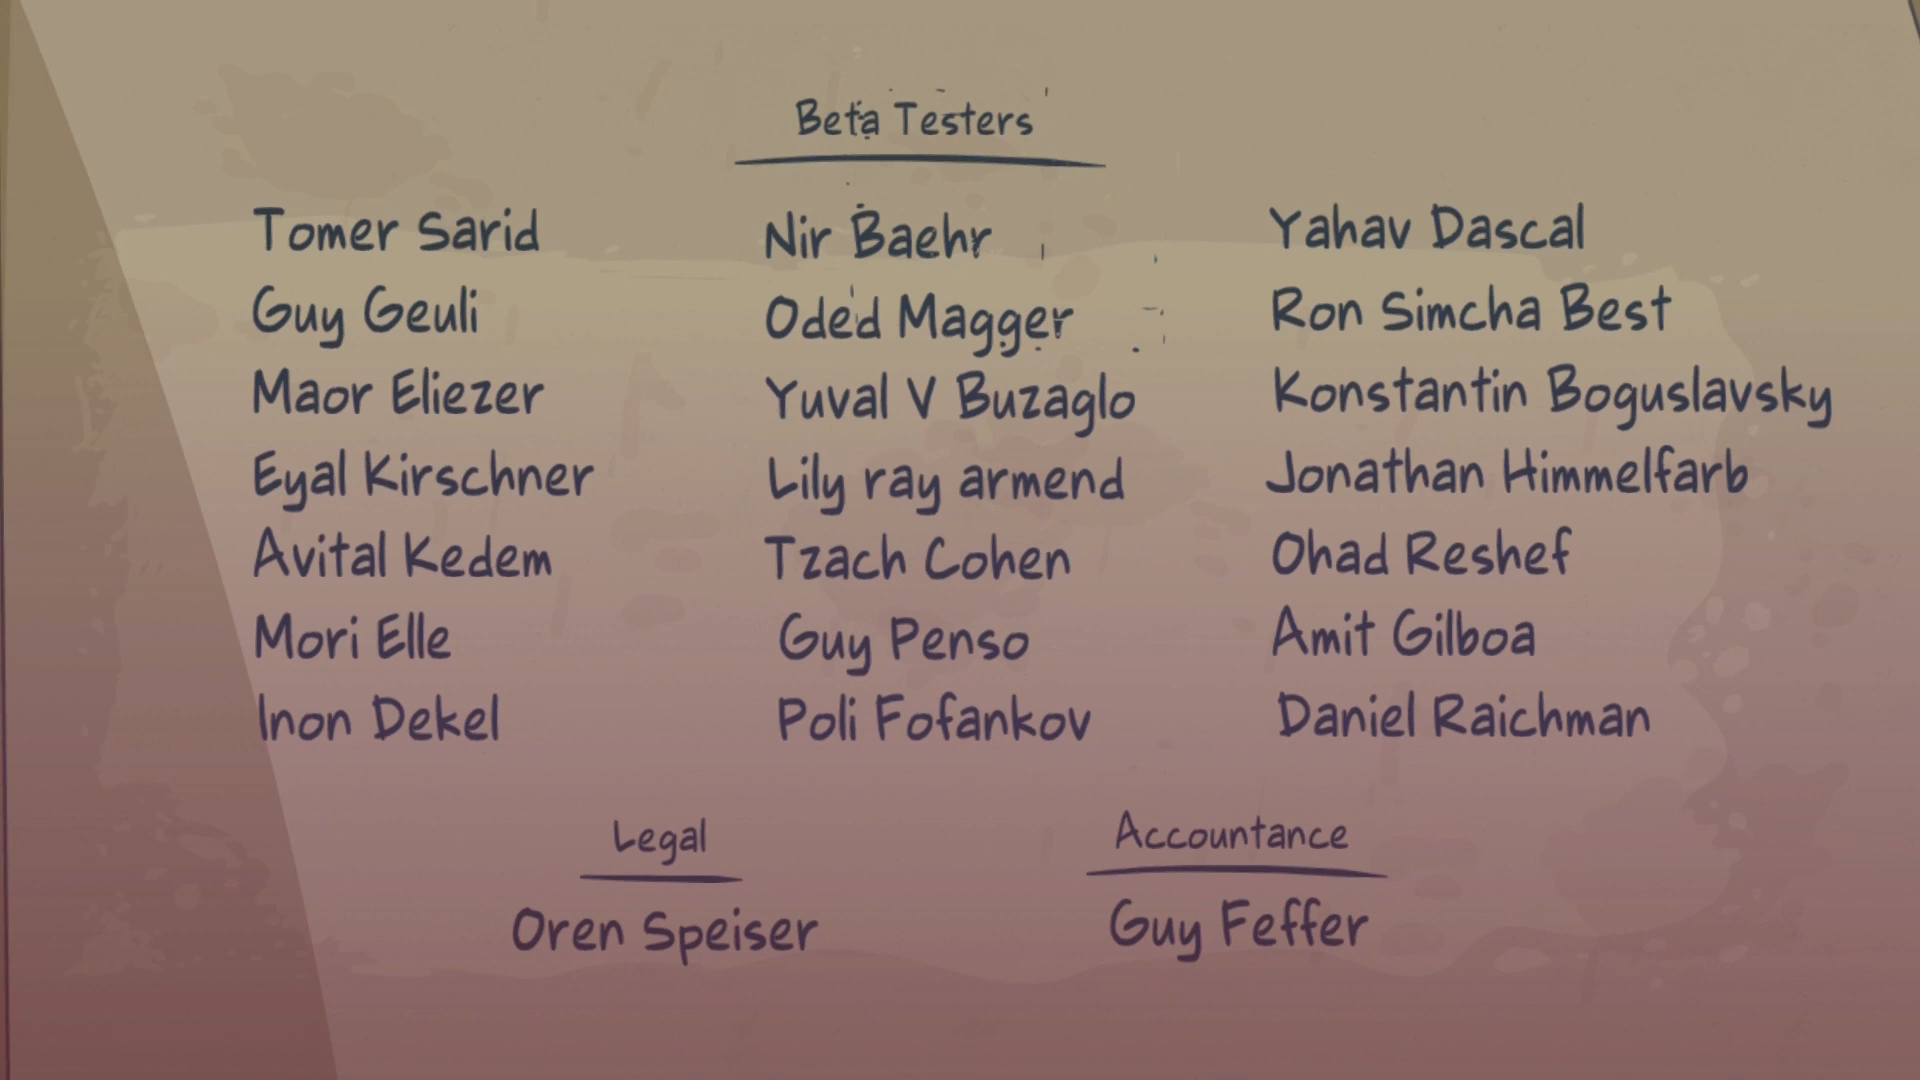 Beta Testers
Tomer Sarid
Guy Geuli
Maor Eliezer
Eyal Kirschner
Avital Kedem
Mori Elle
Inon Dekel
Nir Baehr
Oded Magger
Yuval V Buzaglo
Lily ray armend
Tzach Cohen
Guy Penso
Poli Fofankov
Yahav Dascal
Ron Simcha Best
Konstantin Boguslavsky
Jonathan Himmelfarb
Ohad Reshef
Amit Gilboa
Daniel Raichman
Legal
Oren Speiser
Accountance
Guy Feffer